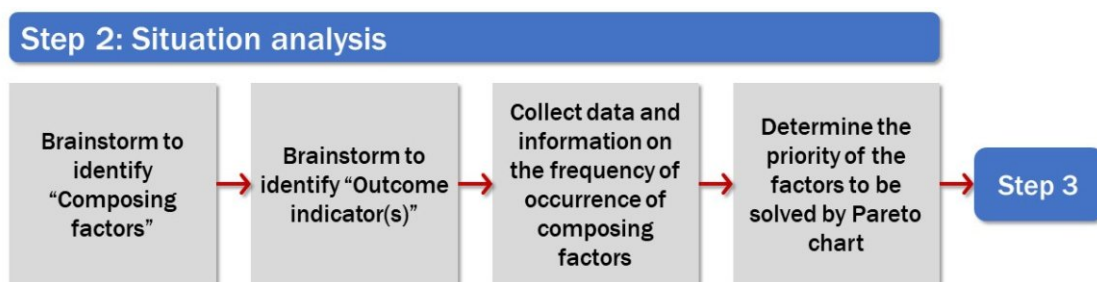 Step 2: Situation analysis
Brainstorm to
identify
“Composing
factors”
Brainstorm to
identify “Outcome
indicator(s)”
Collect data and
information on
the frequency of
occurrence of
composing
factors
Determine the
priority of the
factors to be
solved by Pareto
chart
Step 3